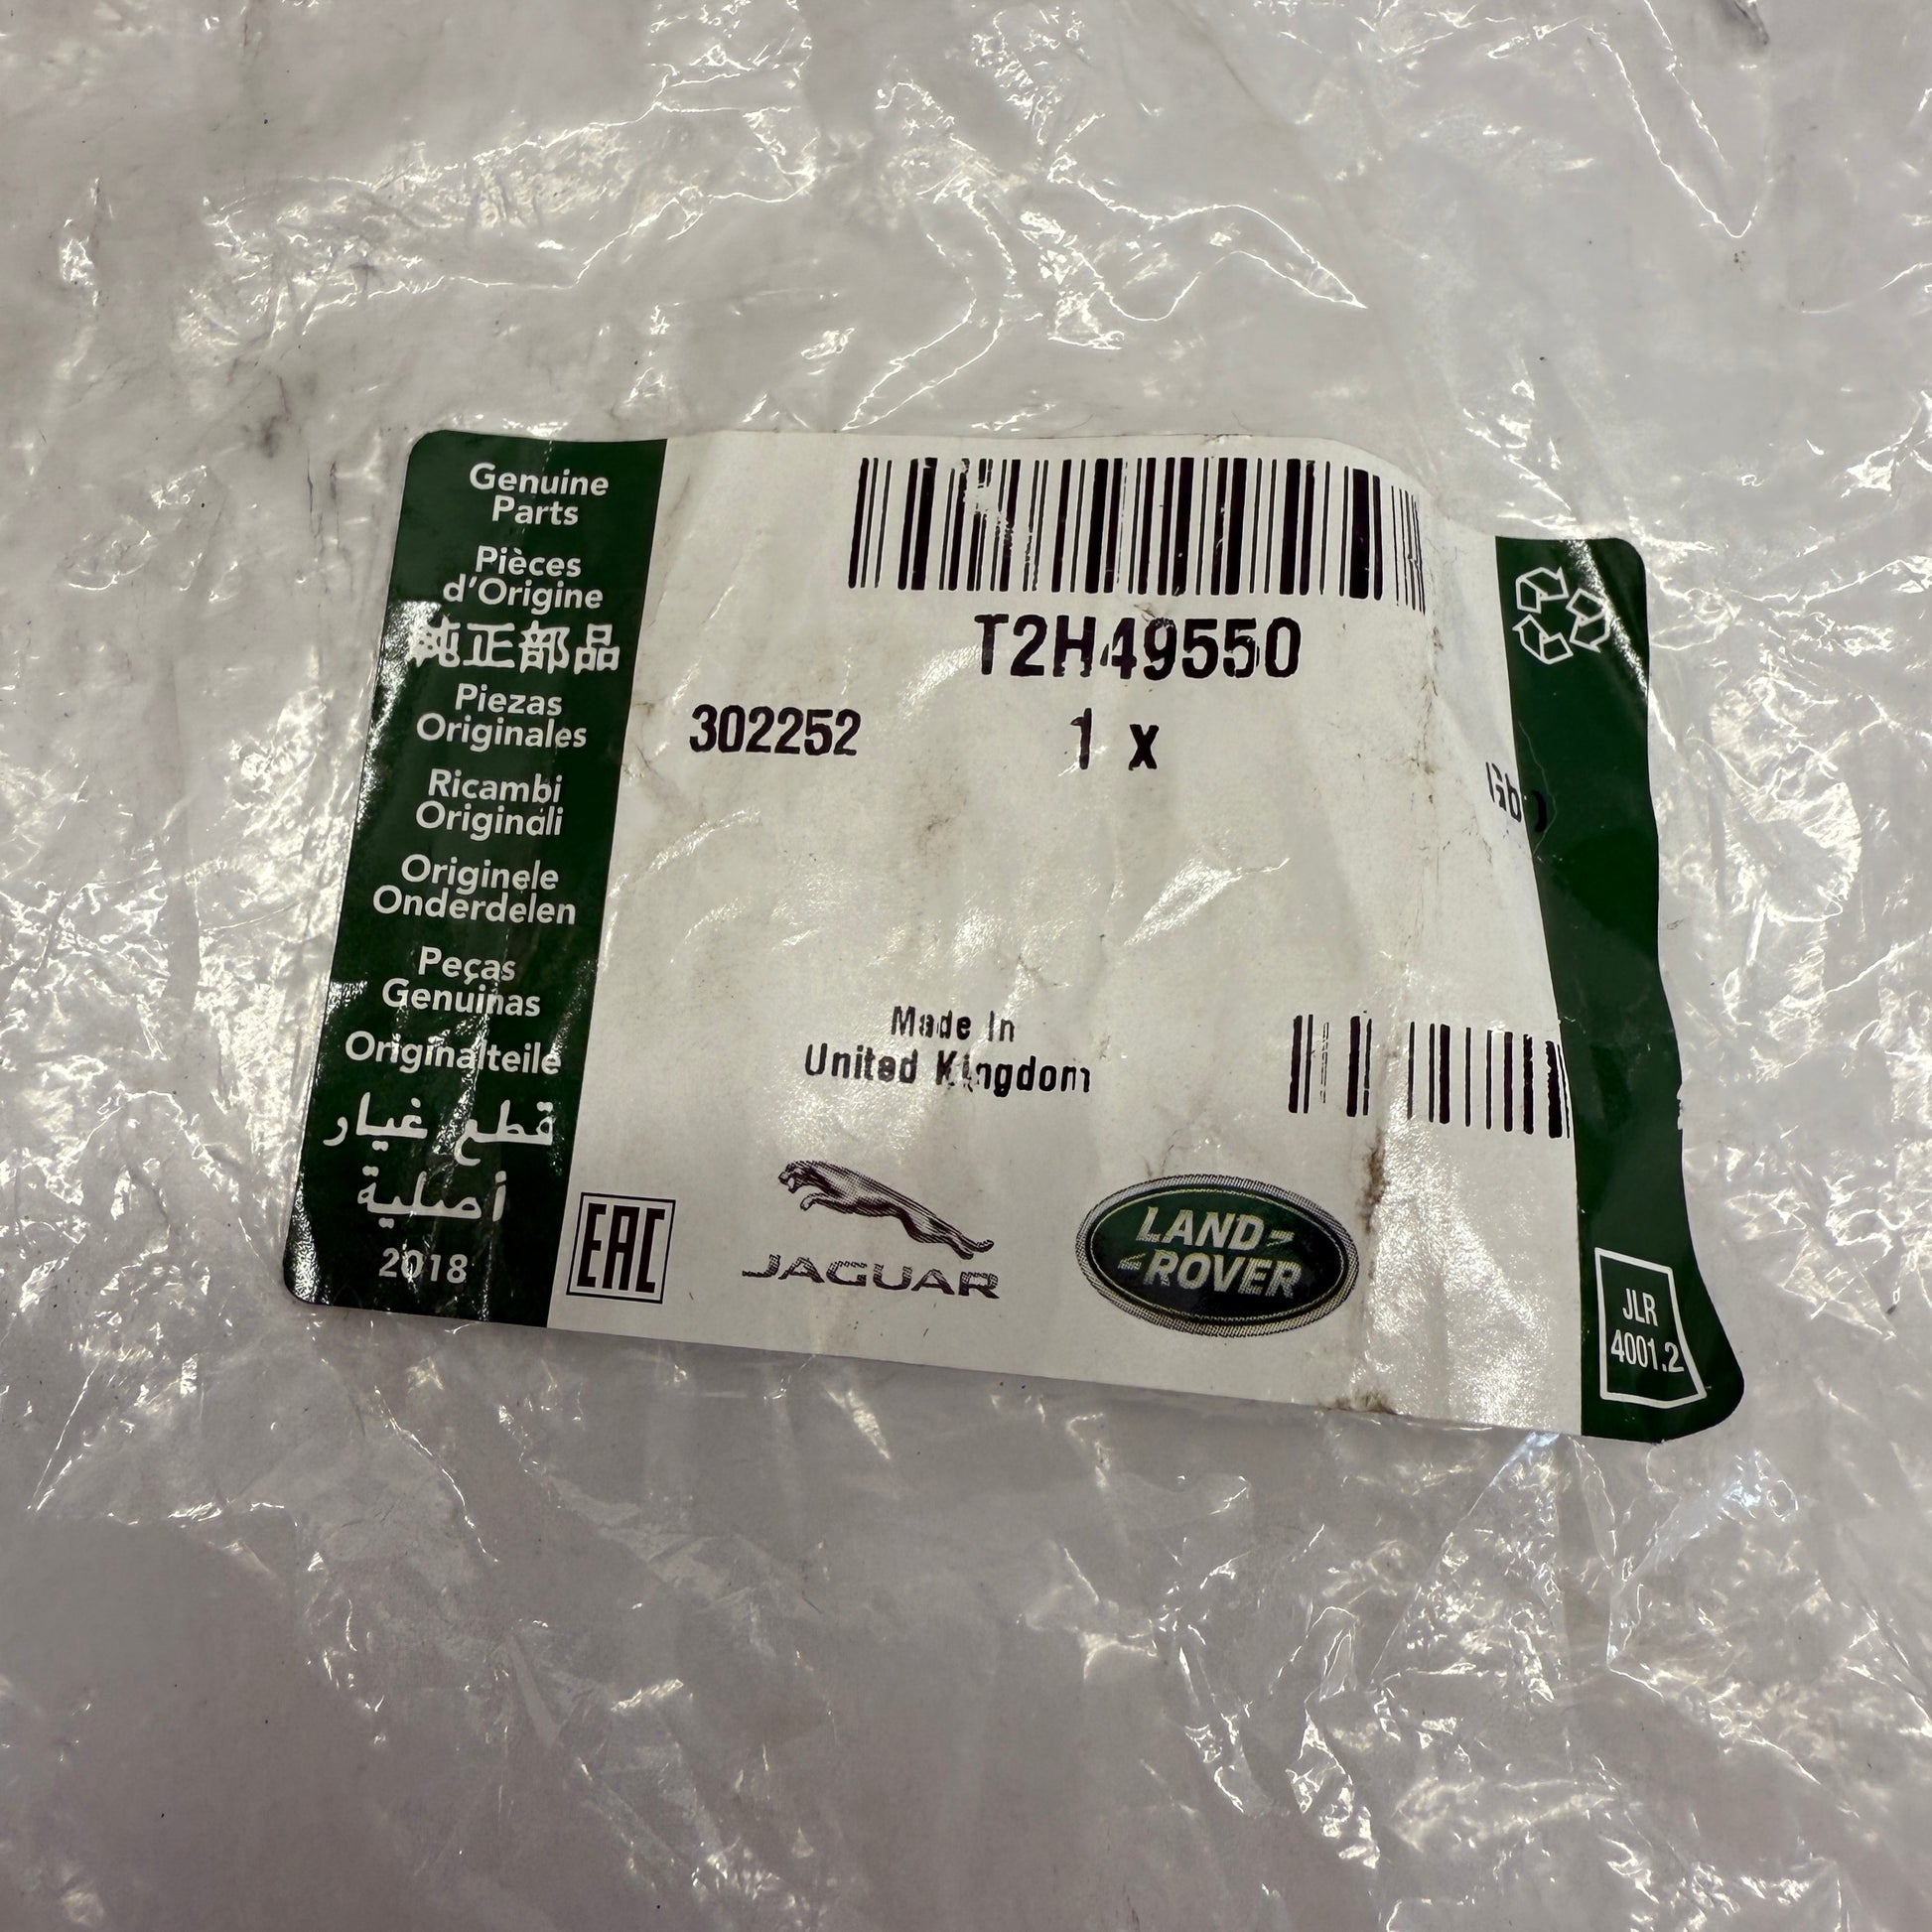 Genuine
Parts
Pièces
d'Origine
純正部品
Piezas
Originales
Ricambi
Originali
Originele
Onderdelen
Peças
Genuinas
Originalteile
قطع غيار
أصلية
2018
T2H49550
302252 1 x
Made In
United Kingdom
EAC
JAGUAR
LAND-
-ROVER
JLR
4001.2